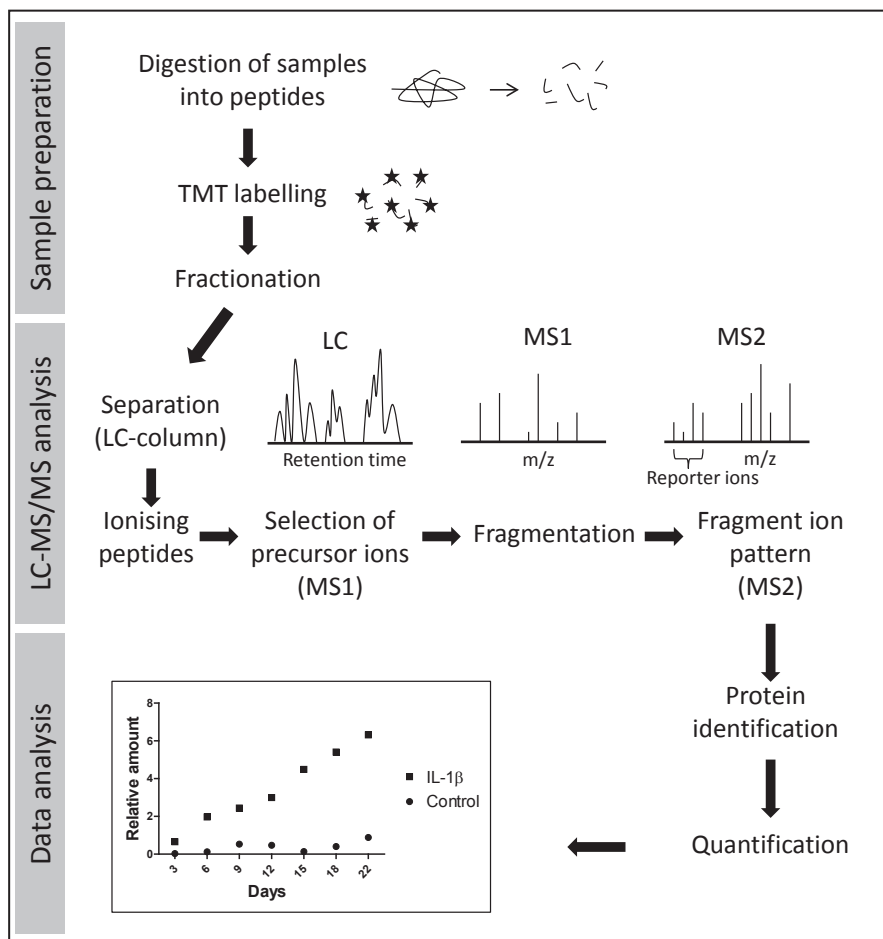 Sample preparation
Digestion of samples
into peptides
TMT labelling
Fractionation
LC-MS/MS analysis
LC
MS1
MS2
Separation
(LC-column)
Retention time
m/z
Reporter ions
m/z
Ionising
peptides
Selection of
precursor ions
(MS1)
Fragmentation
Fragment ion
pattern
(MS2)
Data analysis
Protein
identification
Quantification
Relative amount
8
6
4
2
0
3
6
9
12
15
18
22
Days
IL-1β
Control